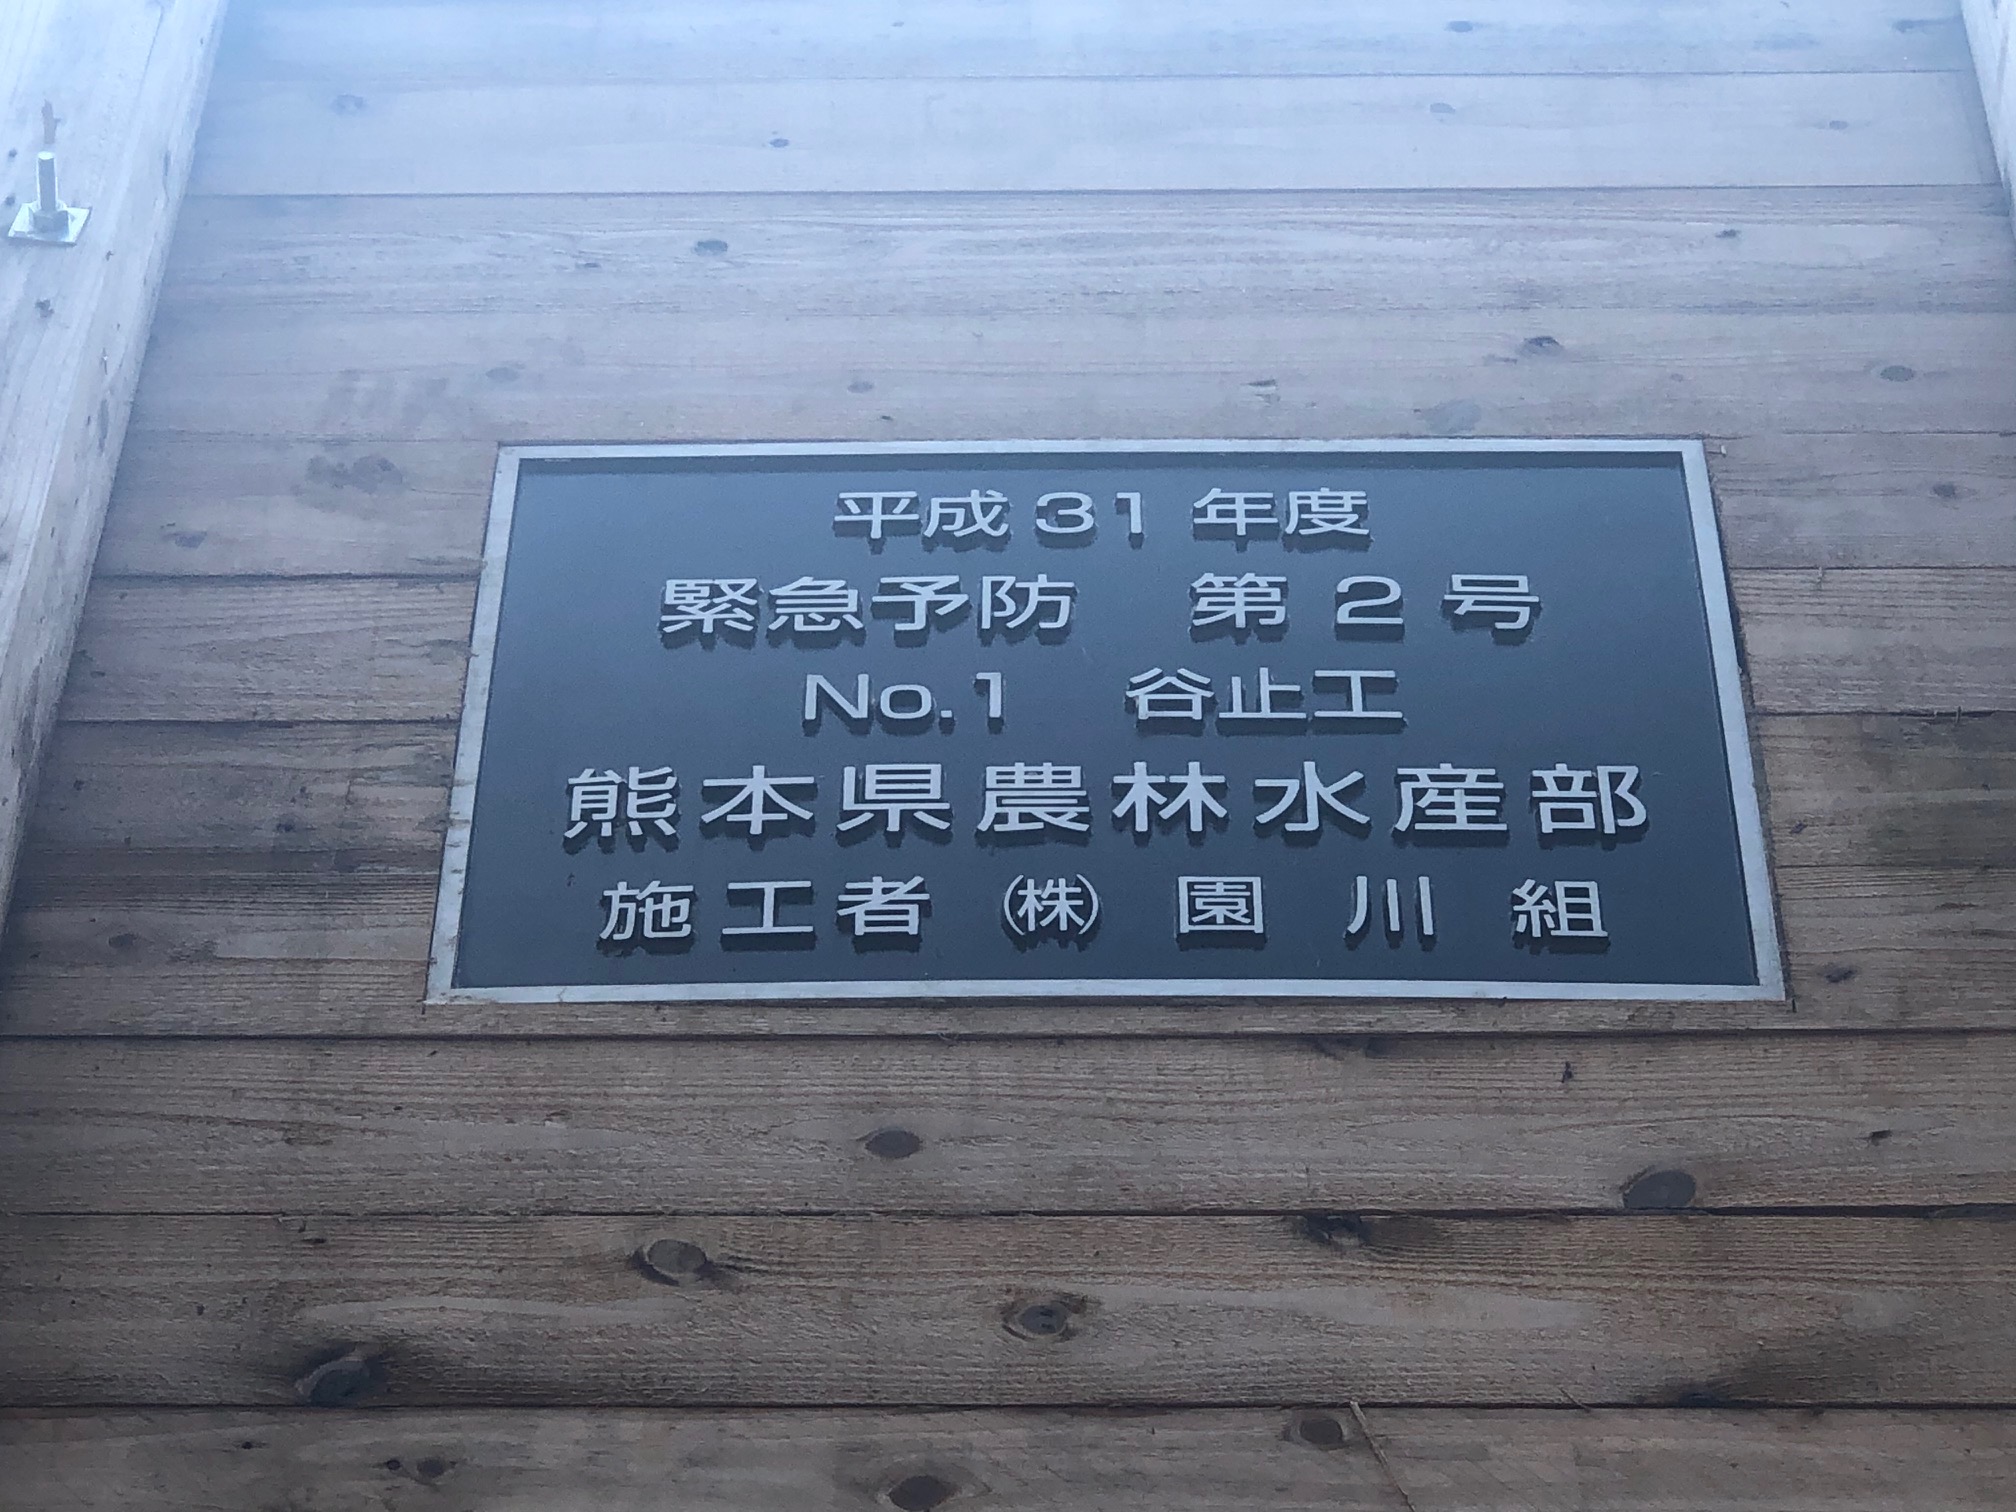 平成31年度
緊急予防 第2号
No.1 谷止工
熊本県農林水産部
施工者 ㈱ 園川組